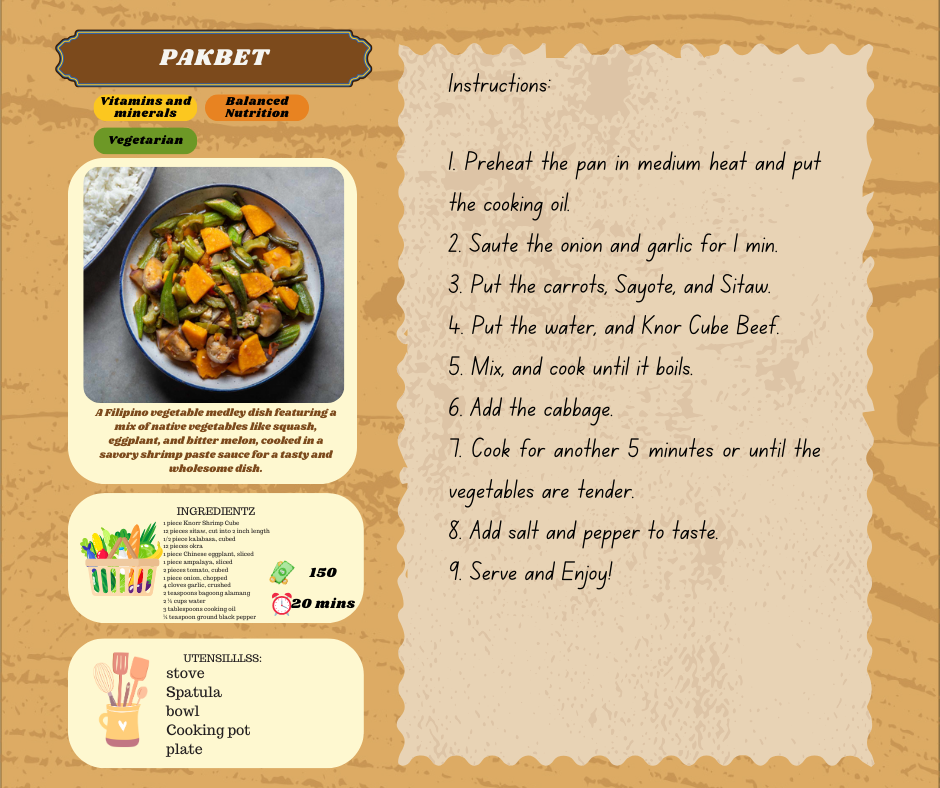 PAKBET
Vitamins and
minerals
Balanced
Nutrition
Vegetarian
A Filipino vegetable medley dish featuring a
mix of native vegetables like squash,
eggplant, and bitter melon, cooked in a
savory shrimp paste sauce for a tasty and
wholesome dish.
INGREDIENTZ
1 piece Knorr Shrimp Cube
12 pieces sitaw, cut into 2 inch length
1/2 piece kalabasa, cubed
12 pieces okra
1 piece Chinese eggplant, sliced
1 piece ampalaya, sliced
2 pieces tomato, cubed
1 piece onion, chopped
4 cloves garlic, crushed
2 teaspoons bagoong alamang
2 ½ cups water
3 tablespoons cooking oil
¼ teaspoon ground black pepper
150
20 mins
UTENSILLLSS:
stove
Spatula
bowl
Cooking pot
plate
Instructions:
1. Preheat the pan in medium heat and put
the cooking oil.
2. Saute the onion and garlic for 1 min.
3. Put the carrots, Sayote, and Sitaw.
4. Put the water, and Knor Cube Beef.
5. Mix, and cook until it boils.
6. Add the cabbage.
7. Cook for another 5 minutes or until the
vegetables are tender.
8. Add salt and pepper to taste.
9. Serve and Enjoy!